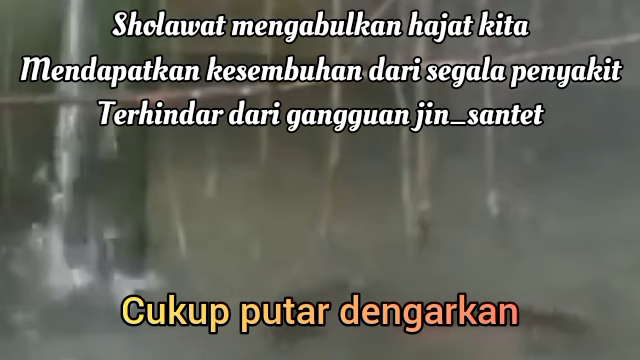 Sholawat mengabulkan hajat kita
Mendapatkan kesembuhan dari segala penyakit
Terhindar dari gangguan jin_santet
Cukup putar dengarkan